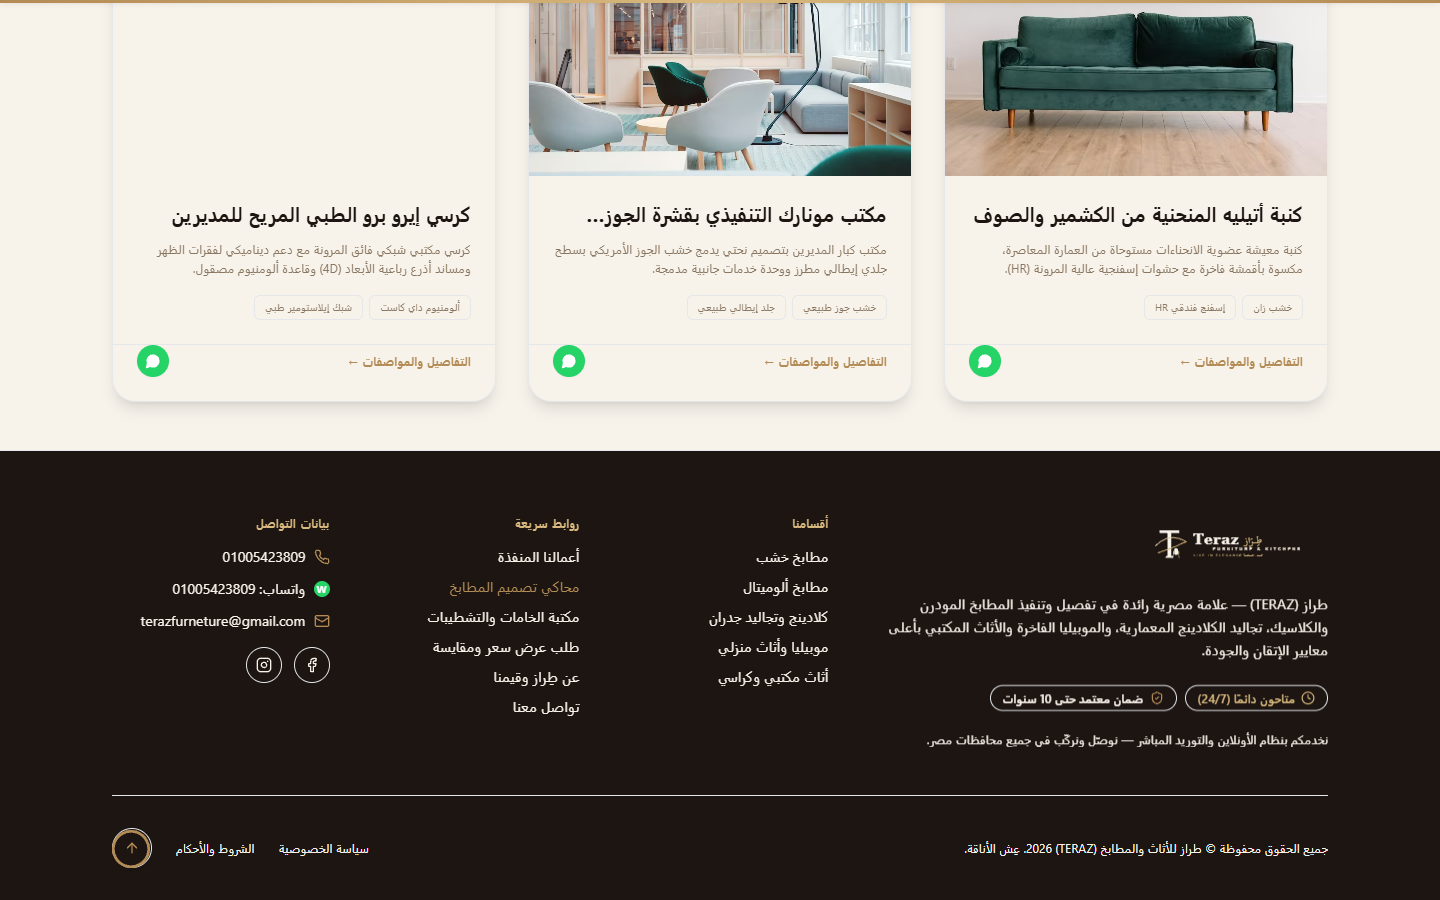 كنبة أتيليه المنحنية من الكشمير والصوف
كنبة معيشة عضوية الانحناءات مستوحاة من العمارة المعاصرة،
مكسوة بأقمشة فاخرة مع حشوات إسفنجية عالية المرونة (HR).
خشب زان
إسفنج فندقي HR
التفاصيل والمواصفات ←
مكتب مونارك التنفيذي بقشرة الجوز...
مكتب كبار المديرين بتصميم نحتي يدمج خشب الجوز الأمريكي بسطح
جلدي إيطالي مطرز ووحدة خدمات جانبية مدمجة.
خشب جوز طبيعي
جلد إيطالي طبيعي
التفاصيل والمواصفات ←
كرسي إيرو برو الطبي المريح للمديرين
كرسي مكتبي شبكي فائق المرونة مع دعم ديناميكي لفقرات الظهر
ومساند أذرع رباعية الأبعاد (4D) وقاعدة ألومنيوم مصقول.
ألومنيوم داي كاست
شبك إيلاستومير طبي
التفاصيل والمواصفات ←
Teraz طراز
FURNITURE & KITCHENS
طراز (TERAZ) — علامة مصرية رائدة في تفصيل وتنفيذ المطابخ المودرن
والكلاسيك، تجاليد الكلادينج المعمارية، والموبيليا الفاخرة والأثاث المكتبي بأعلى
معايير الإتقان والجودة.
متاحون دائمًا (24/7)
ضمان معتمد حتى 10 سنوات
نخدمكم بنظام الأونلاين والتوريد المباشر — نوصّل ونركّب في جميع محافظات مصر.
أقسامنا
مطابخ خشب
مطابخ ألوميتال
كلادينج وتجاليد جدران
موبيليا وأثاث منزلي
أثاث مكتبي وكراسي
روابط سريعة
أعمالنا المنفذة
محاكي تصميم المطابخ
مكتبة الخامات والتشطيبات
طلب عرض سعر ومقايسة
عن طِراز وقيمنا
تواصل معنا
بيانات التواصل
01005423809
واتساب: 01005423809
terazfurneture@gmail.com
جميع الحقوق محفوظة © طراز للأثاث والمطابخ (TERAZ) 2026. عِش الأناقة.
سياسة الخصوصية
الشروط والأحكام